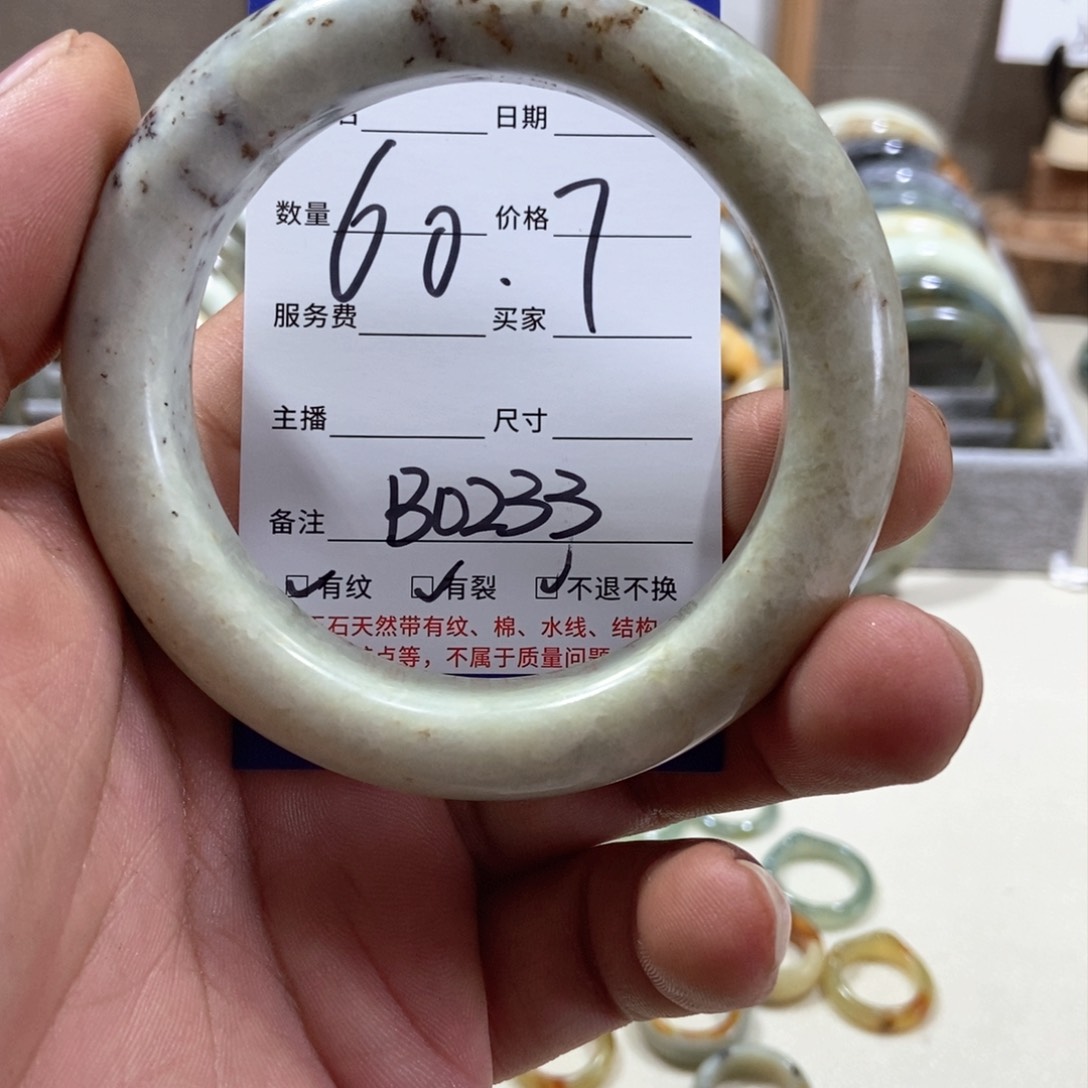 日期
数量 60.7 价格
服务费 买家
主播 尺寸
备注 B0233
☑有纹 ☑有裂 ☑不退不换
石天然带有纹、棉、水线、结构
点等，不属于质量问题